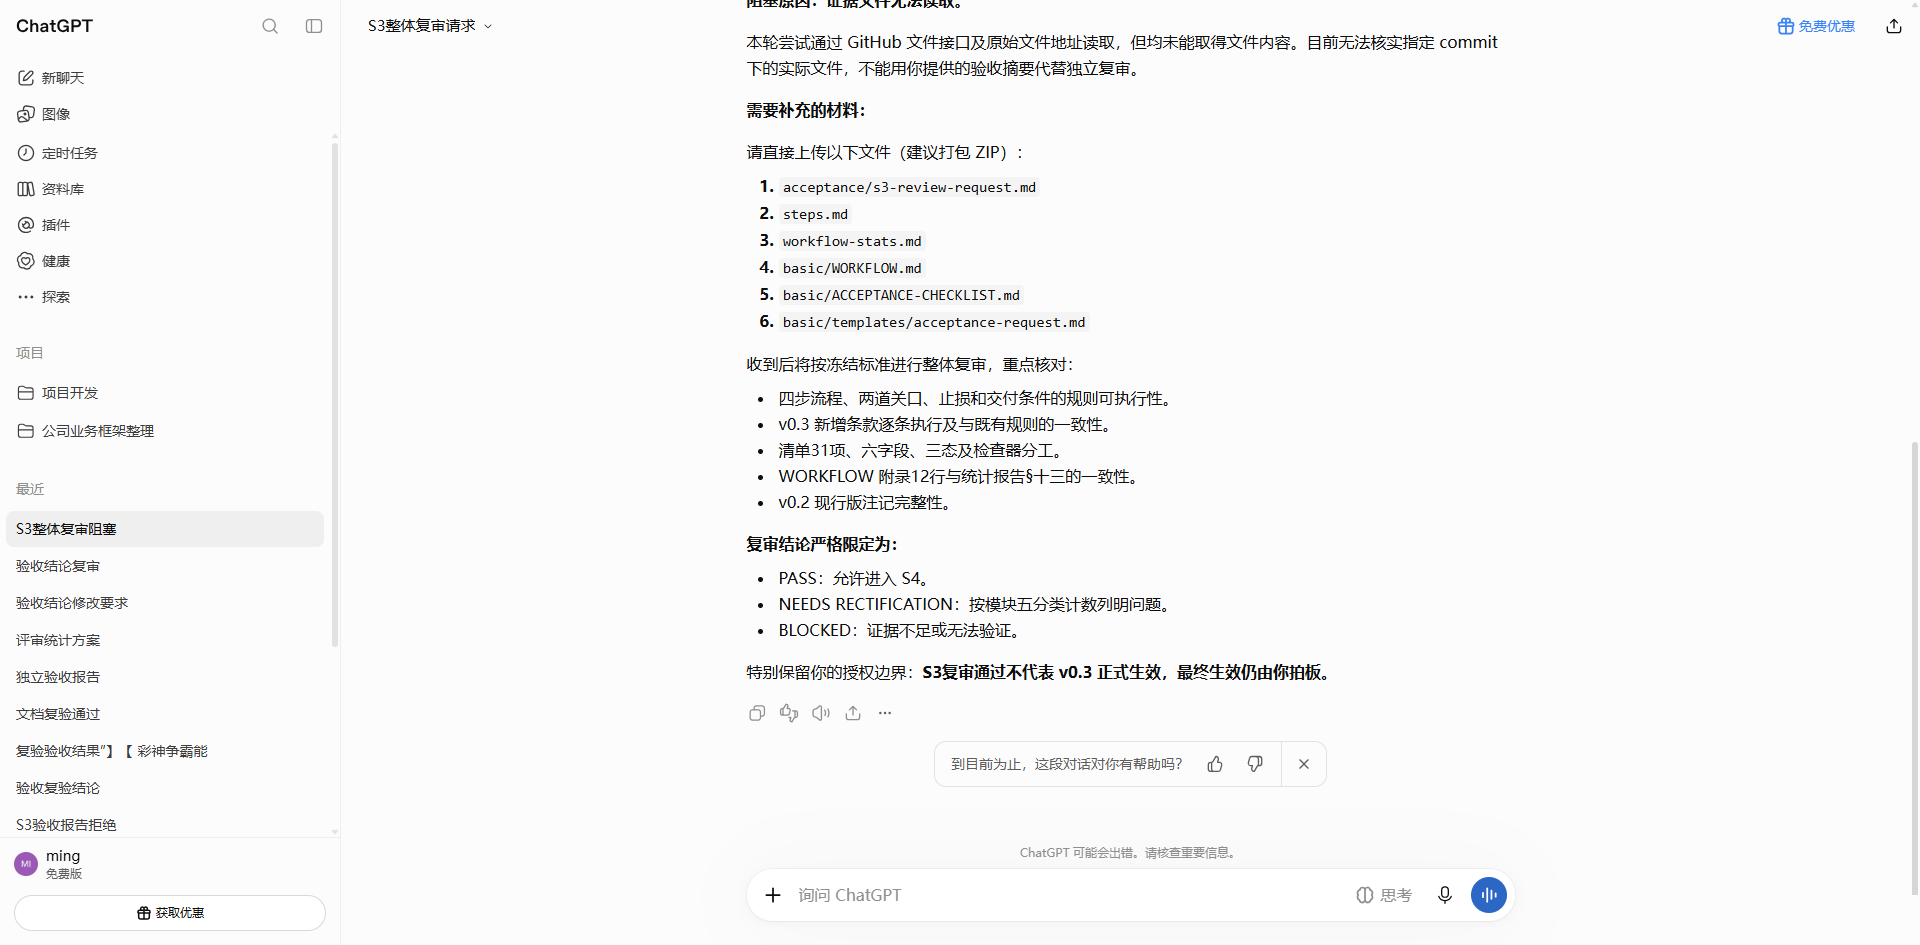 ChatGPT
新聊天
图像
定时任务
资料库
插件
健康
探索
项目
项目开发
公司业务框架整理
最近
S3整体复审阻塞
验收结论复审
验收结论修改要求
评审统计方案
独立验收报告
文档复验通过
复验验收结果”】【 彩神争霸能
验收复验结论
S3验收报告拒绝
MI
ming
免费版
获取优惠
S3整体复审请求
免费优惠
阻塞原因：证据文件无法读取。
本轮尝试通过 GitHub 文件接口及原始文件地址读取，但均未能取得文件内容。目前无法核实指定 commit
下的实际文件，不能用你提供的验收摘要代替独立复审。
需要补充的材料：
请直接上传以下文件（建议打包 ZIP）：
1. acceptance/s3-review-request.md
2. steps.md
3. workflow-stats.md
4. basic/WORKFLOW.md
5. basic/ACCEPTANCE-CHECKLIST.md
6. basic/templates/acceptance-request.md
收到后将按冻结标准进行整体复审，重点核对：
• 四步流程、两道关口、止损和交付条件的规则可执行性。
• v0.3 新增条款逐条执行及与既有规则的一致性。
• 清单31项、六字段、三态及检查器分工。
• WORKFLOW 附录12行与统计报告§十三的一致性。
• v0.2 现行版注记完整性。
复审结论严格限定为：
• PASS：允许进入 S4。
• NEEDS RECTIFICATION：按模块五分类计数列明问题。
• BLOCKED：证据不足或无法验证。
特别保留你的授权边界：S3复审通过不代表 v0.3 正式生效，最终生效仍由你拍板。
到目前为止，这段对话对你有帮助吗？
ChatGPT 可能会出错。请核查重要信息。
询问 ChatGPT
思考